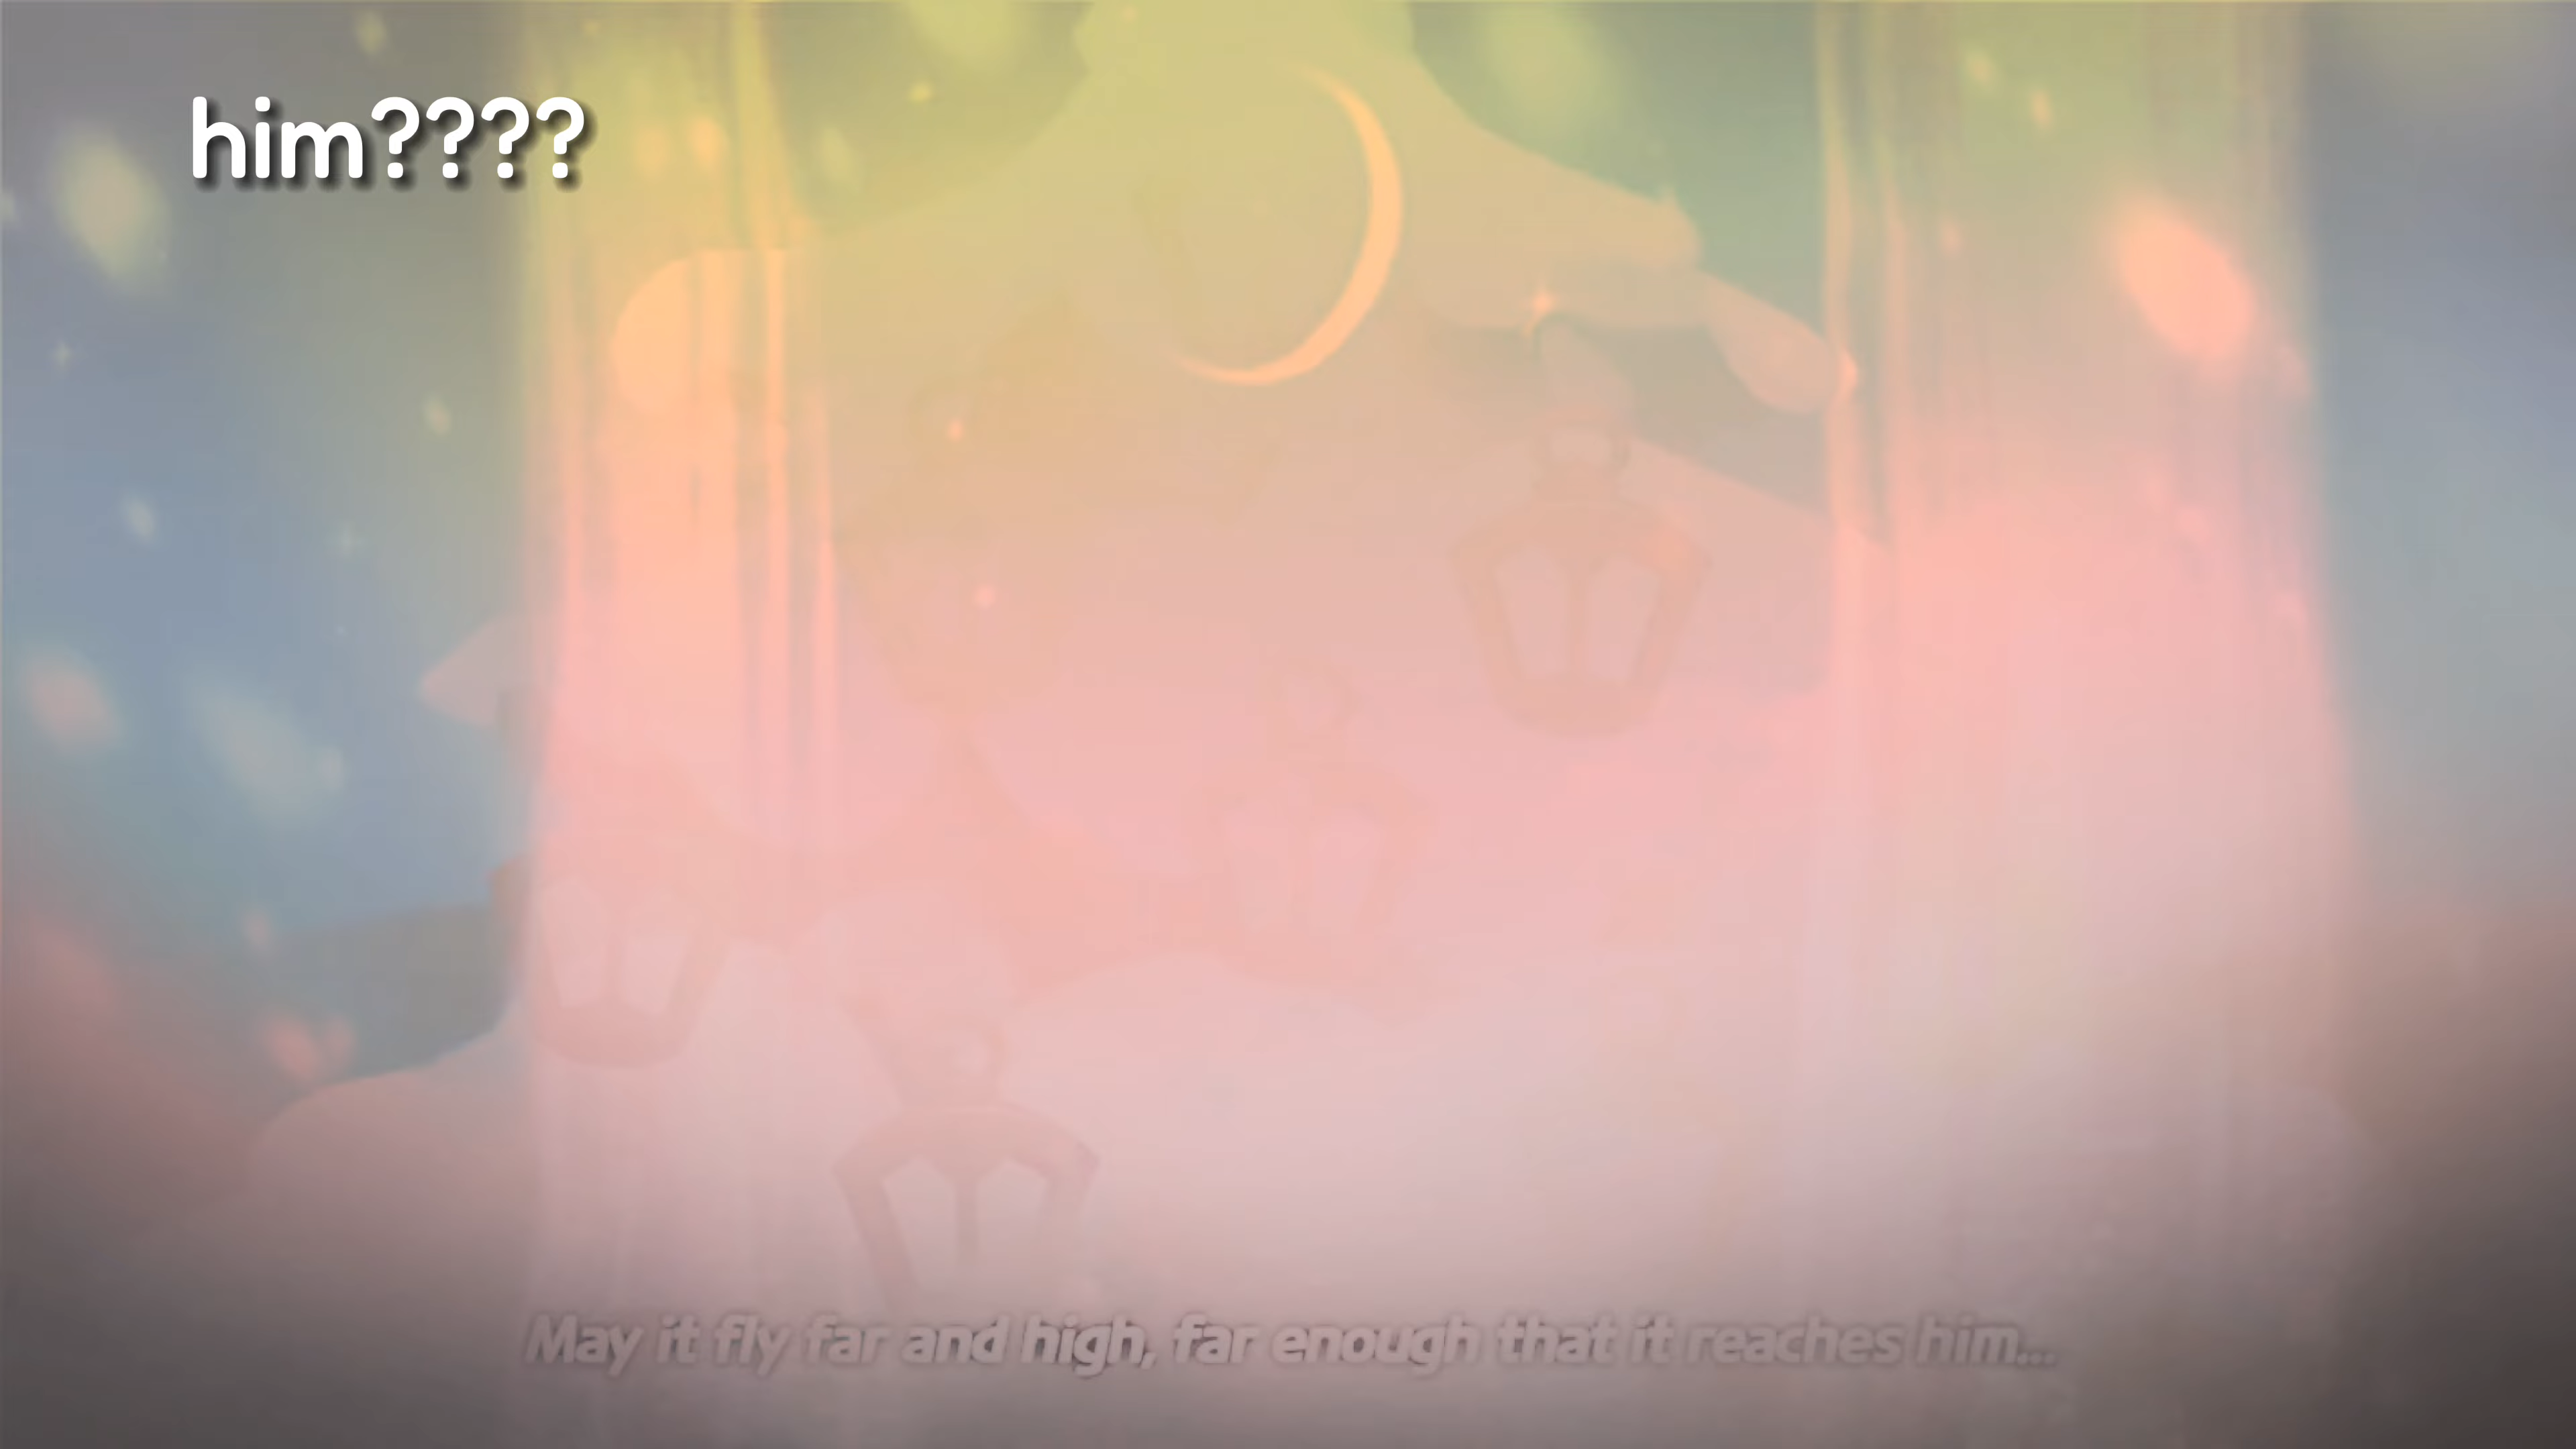 him????
May it fly far and high, far enough that it reaches him...